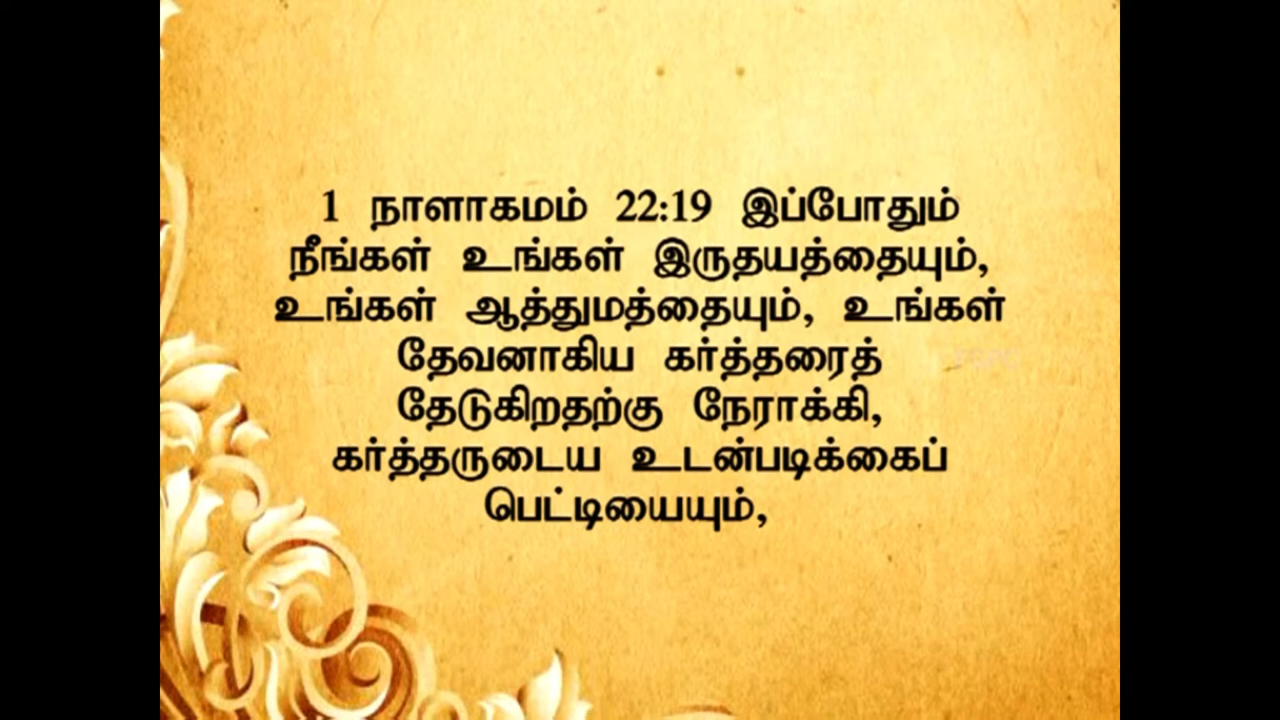 1 நாளாகமம் 22:19 இப்போதும்
நீங்கள் உங்கள் இருதயத்தையும்,
உங்கள் ஆத்துமத்தையும், உங்கள்
தேவனாகிய கர்த்தரைத்
தேடுகிறதற்கு நேராக்கி,
கர்த்தருடைய உடன்படிக்கைப்
பெட்டியையும்,